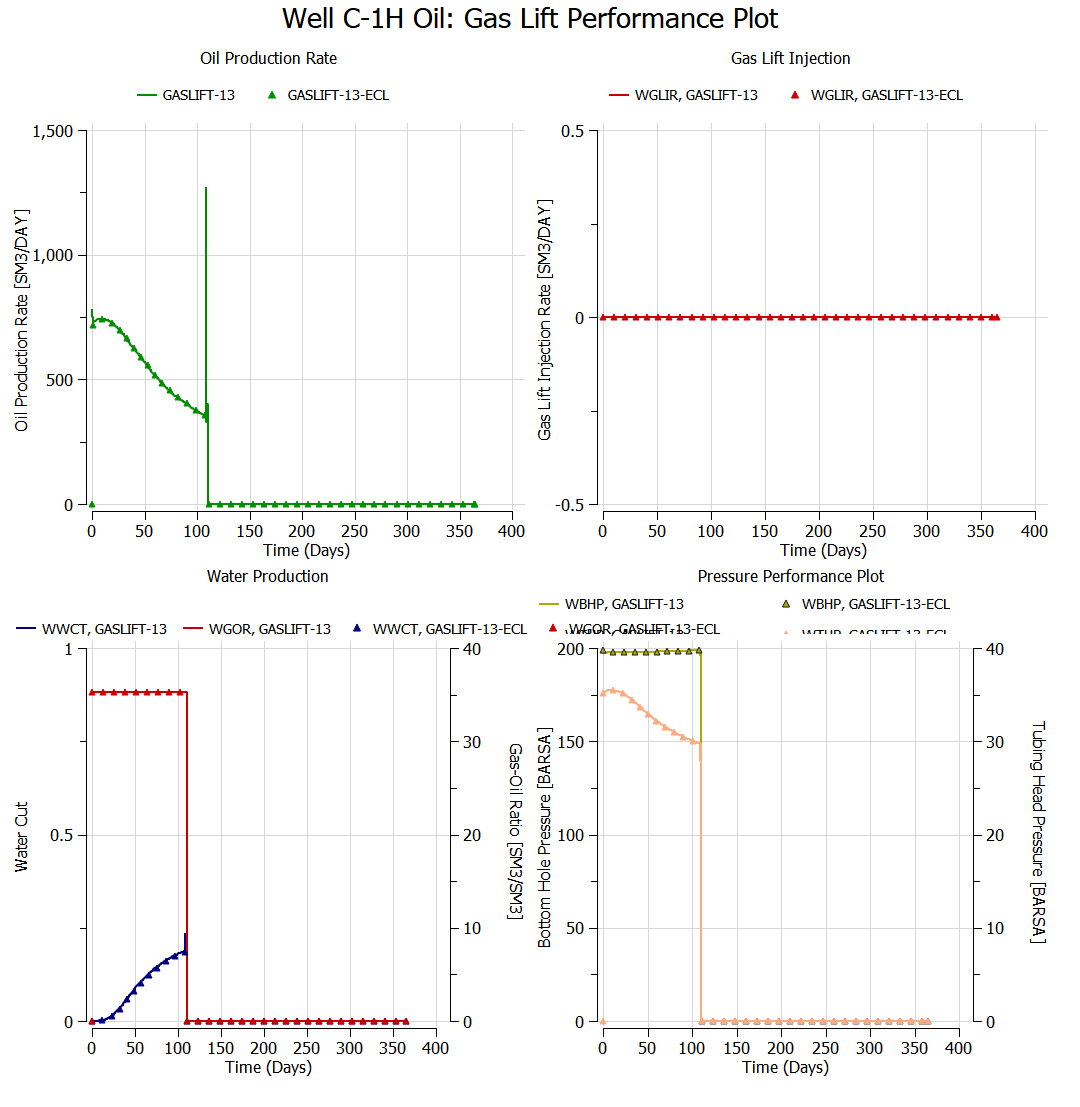 Well C-1H Oil: Gas Lift Performance Plot
Oil Production Rate
GASLIFT-13
GASLIFT-13-ECL
1,500
1,000
500
0
Oil Production Rate [SM3/DAY]
0 50 100 150 200 250 300 350 400
Time (Days)
Gas Lift Injection
WGLIR, GASLIFT-13
WGLIR, GASLIFT-13-ECL
0.5
0
-0.5
Gas Lift Injection Rate [SM3/DAY]
0 50 100 150 200 250 300 350 400
Time (Days)
Water Production
WWCT, GASLIFT-13
WGOR, GASLIFT-13
WWCT, GASLIFT-13-ECL
WGOR, GASLIFT-13-ECL
1
0.5
0
Water Cut
40
30
20
10
0
Gas-Oil Ratio [SM3/SM3]
0 50 100 150 200 250 300 350 400
Time (Days)
Pressure Performance Plot
WBHP, GASLIFT-13
WBHP, GASLIFT-13-ECL
WTHP, GASLIFT-13-ECL
200
150
100
50
0
Bottom Hole Pressure [BARSA]
40
30
20
10
0
Tubing Head Pressure [BARSA]
0 50 100 150 200 250 300 350 400
Time (Days)